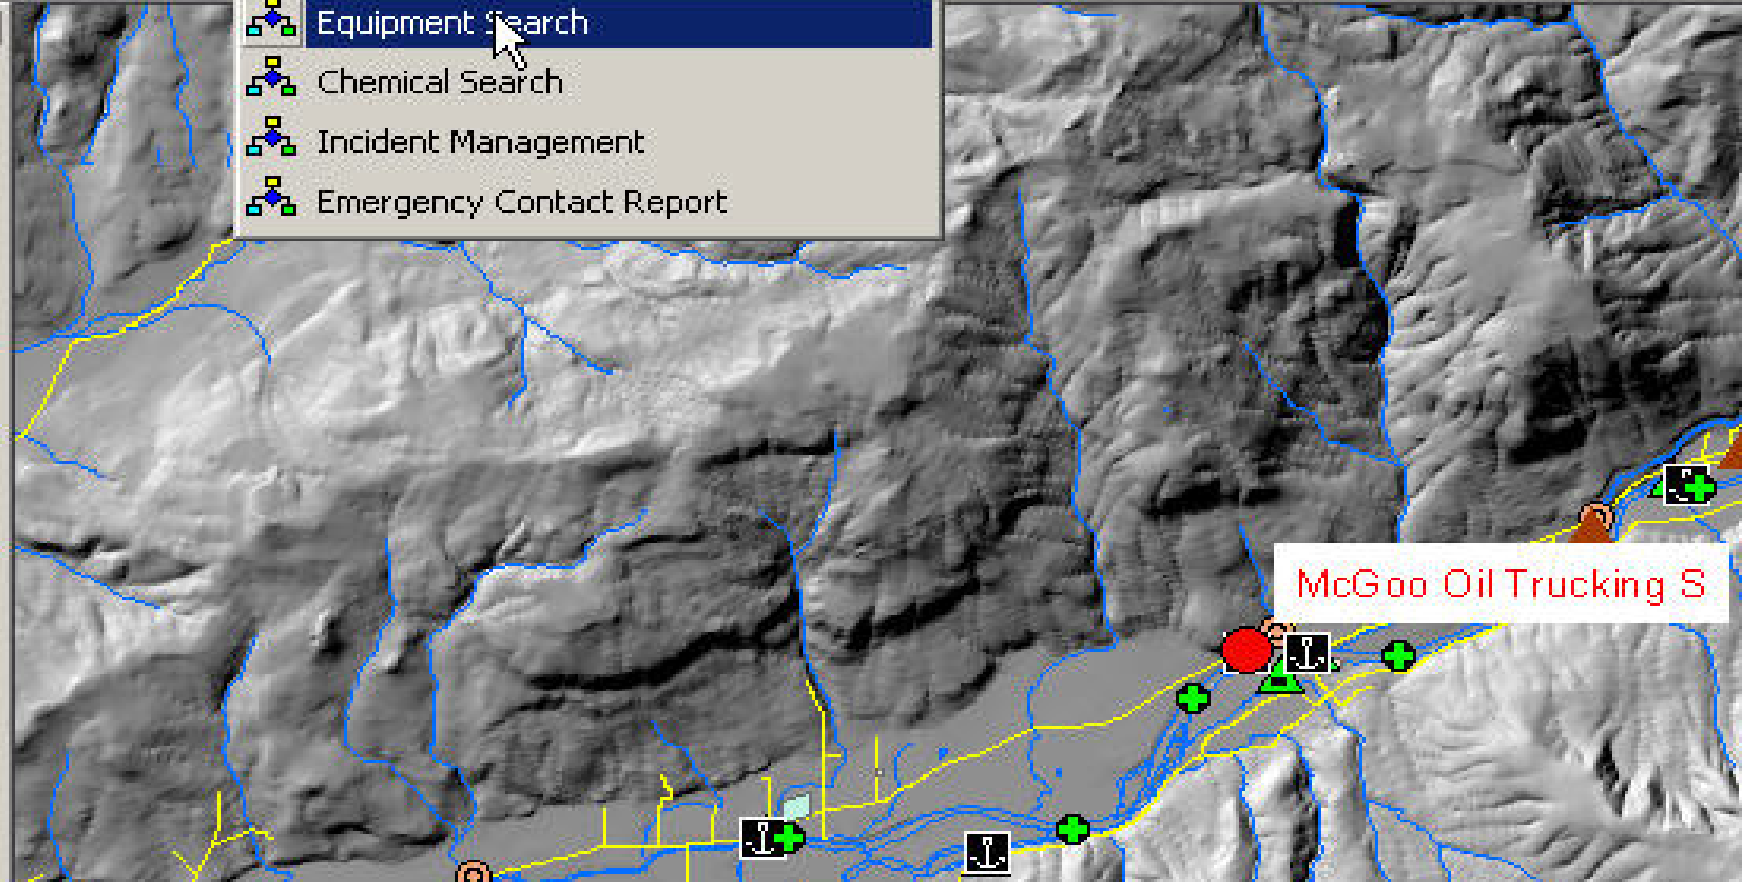 Equipment Search
Chemical Search
Incident Management
Emergency Contact Report
McGoo Oil Trucking S